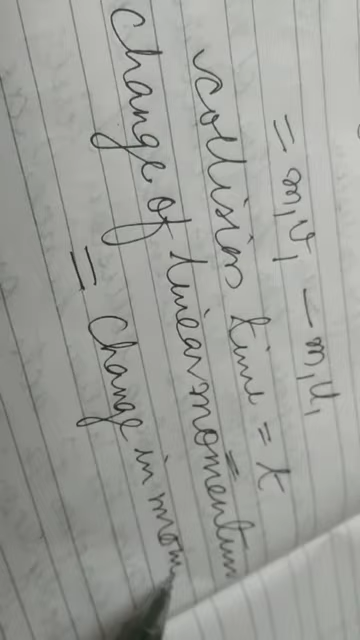 = m₁v₁ - m₁u₁
collision time = t
change of linear momentum =
= change in mom